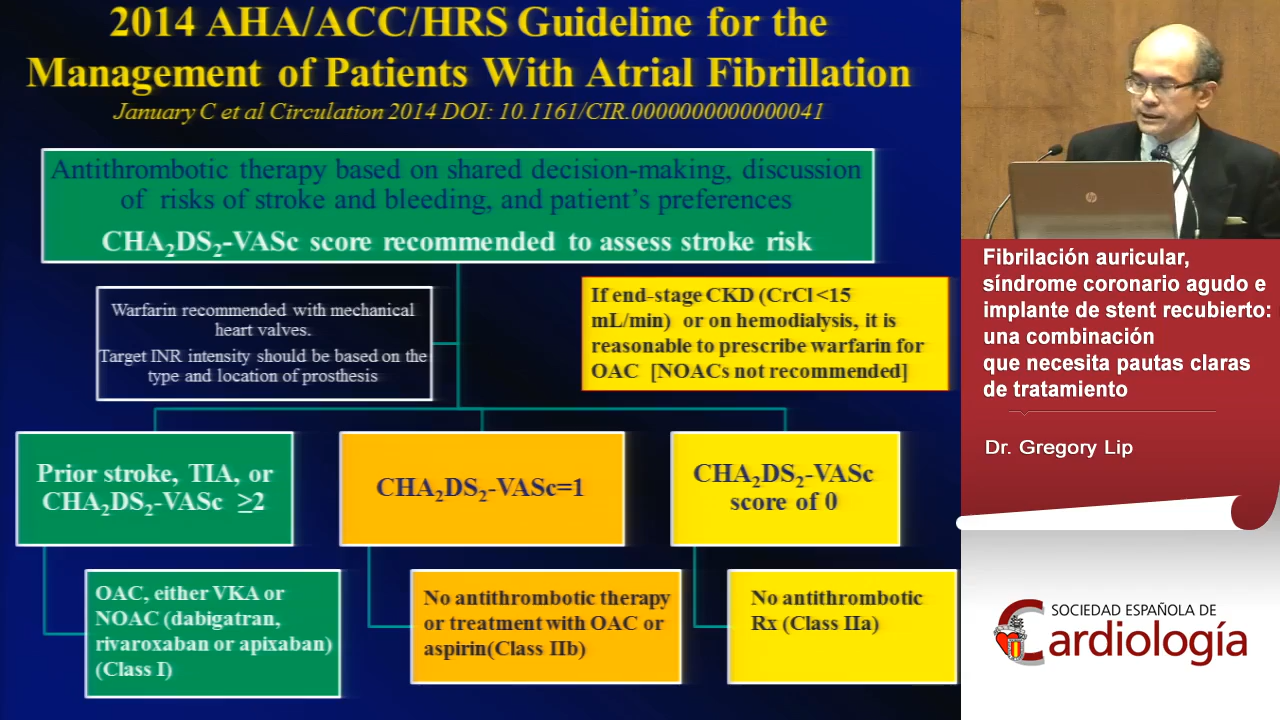 2014 AHA/ACC/HRS Guideline for the
Management of Patients With Atrial Fibrillation
January C et al Circulation 2014 DOI: 10.1161/CIR.0000000000000041
Antithrombotic therapy based on shared decision-making, discussion
of risks of stroke and bleeding, and patient's preferences
CHA₂DS₂-VASc score recommended to assess stroke risk
Warfarin recommended with mechanical
heart valves.
Target INR intensity should be based on the
type and location of prosthesis
If end-stage CKD (CrCl <15
mL/min) or on hemodialysis, it is
reasonable to prescribe warfarin for
OAC [NOACs not recommended]
Prior stroke, TIA, or
CHA₂DS₂-VASc ≥2
CHA₂DS₂-VASc=1
CHA₂DS₂-VASc
score of 0
OAC, either VKA or
NOAC (dabigatran,
rivaroxaban or apixaban)
(Class I)
No antithrombotic therapy
or treatment with OAC or
aspirin(Class IIb)
No antithrombotic
Rx (Class IIa)
hp
Fibrilación auricular,
síndrome coronario agudo e
implante de stent recubierto:
una combinación
que necesita pautas claras
de tratamiento
Dr. Gregory Lip
SOCIEDAD ESPAÑOLA DE
Cardiología